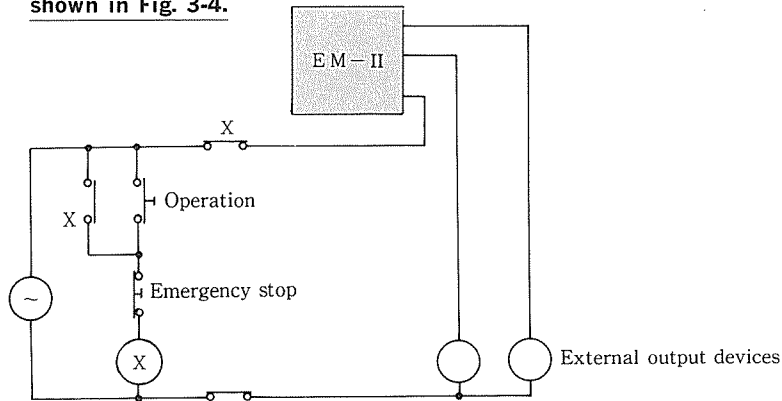 shown in Fig. 3-4.
EM-II
X
Operation
X
Emergency stop
~
X
External output devices